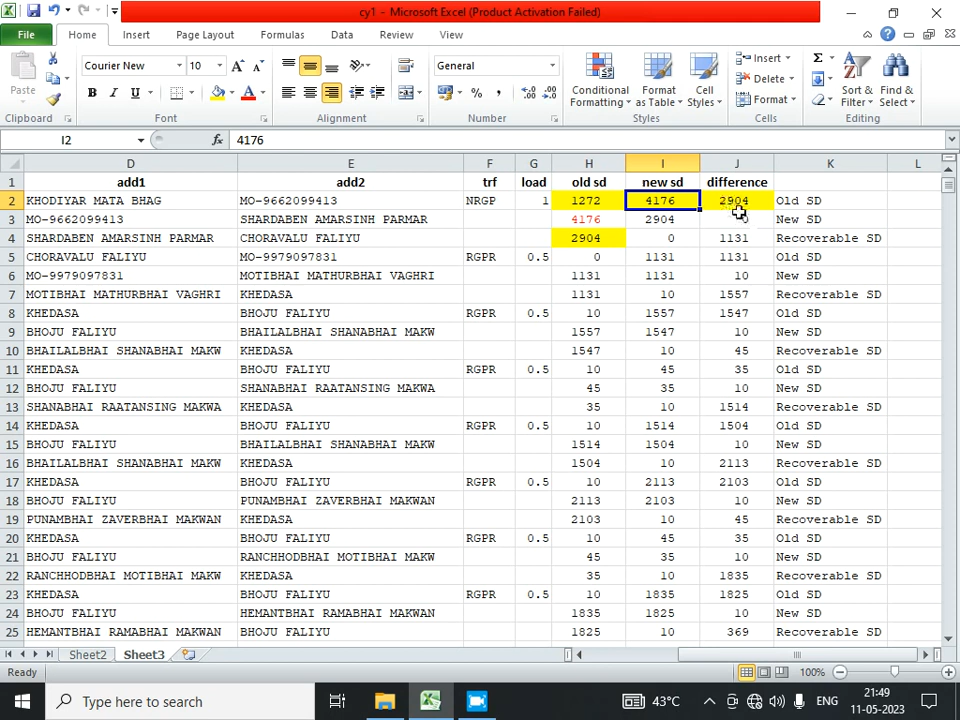 cy1 - Microsoft Excel (Product Activation Failed)
File Home Insert Page Layout Formulas Data Review View
Paste Courier New 10 A A General Conditional Formatting Format as Table Cell Styles Insert Delete Format Sort & Filter Find & Select
B I U A % ,
Clipboard Font Alignment Number Styles Cells Editing
I2 fx 4176
D E F G H I J K L
1 add1 add2 trf load old sd new sd difference
2 KHODIYAR MATA BHAG MO-9662099413 NRGP 1 1272 4176 2904 Old SD
3 MO-9662099413 SHARDABEN AMARSINH PARMAR 4176 2904 New SD
4 SHARDABEN AMARSINH PARMAR CHORAVALU FALIYU 2904 0 1131 Recoverable SD
5 CHORAVALU FALIYU MO-9979097831 RGPR 0.5 0 1131 1131 Old SD
6 MO-9979097831 MOTIBHAI MATHURBHAI VAGHRI 1131 1131 10 New SD
7 MOTIBHAI MATHURBHAI VAGHRI KHEDASA 1131 10 1557 Recoverable SD
8 KHEDASA BHOJU FALIYU RGPR 0.5 10 1557 1547 Old SD
9 BHOJU FALIYU BHAILALBHAI SHANABHAI MAKW 1557 1547 10 New SD
10 BHAILALBHAI SHANABHAI MAKW KHEDASA 1547 10 45 Recoverable SD
11 KHEDASA BHOJU FALIYU RGPR 0.5 10 45 35 Old SD
12 BHOJU FALIYU SHANABHAI RAATANSING MAKWA 45 35 10 New SD
13 SHANABHAI RAATANSING MAKWA KHEDASA 35 10 1514 Recoverable SD
14 KHEDASA BHOJU FALIYU RGPR 0.5 10 1514 1504 Old SD
15 BHOJU FALIYU BHAILALBHAI SHANABHAI MAKW 1514 1504 10 New SD
16 BHAILALBHAI SHANABHAI MAKW KHEDASA 1504 10 2113 Recoverable SD
17 KHEDASA BHOJU FALIYU RGPR 0.5 10 2113 2103 Old SD
18 BHOJU FALIYU PUNAMBHAI ZAVERBHAI MAKWAN 2113 2103 10 New SD
19 PUNAMBHAI ZAVERBHAI MAKWAN KHEDASA 2103 10 45 Recoverable SD
20 KHEDASA BHOJU FALIYU RGPR 0.5 10 45 35 Old SD
21 BHOJU FALIYU RANCHHODBHAI MOTIBHAI MAKW 45 35 10 New SD
22 RANCHHODBHAI MOTIBHAI MAKW KHEDASA 35 10 1835 Recoverable SD
23 KHEDASA BHOJU FALIYU RGPR 0.5 10 1835 1825 Old SD
24 BHOJU FALIYU HEMANTBHAI RAMABHAI MAKWAN 1835 1825 10 New SD
25 HEMANTBHAI RAMABHAI MAKWAN BHOJU FALIYU 1825 10 369 Recoverable SD
Sheet2 Sheet3
Ready 100%
Type here to search 43°C ENG 21:49
11-05-2023